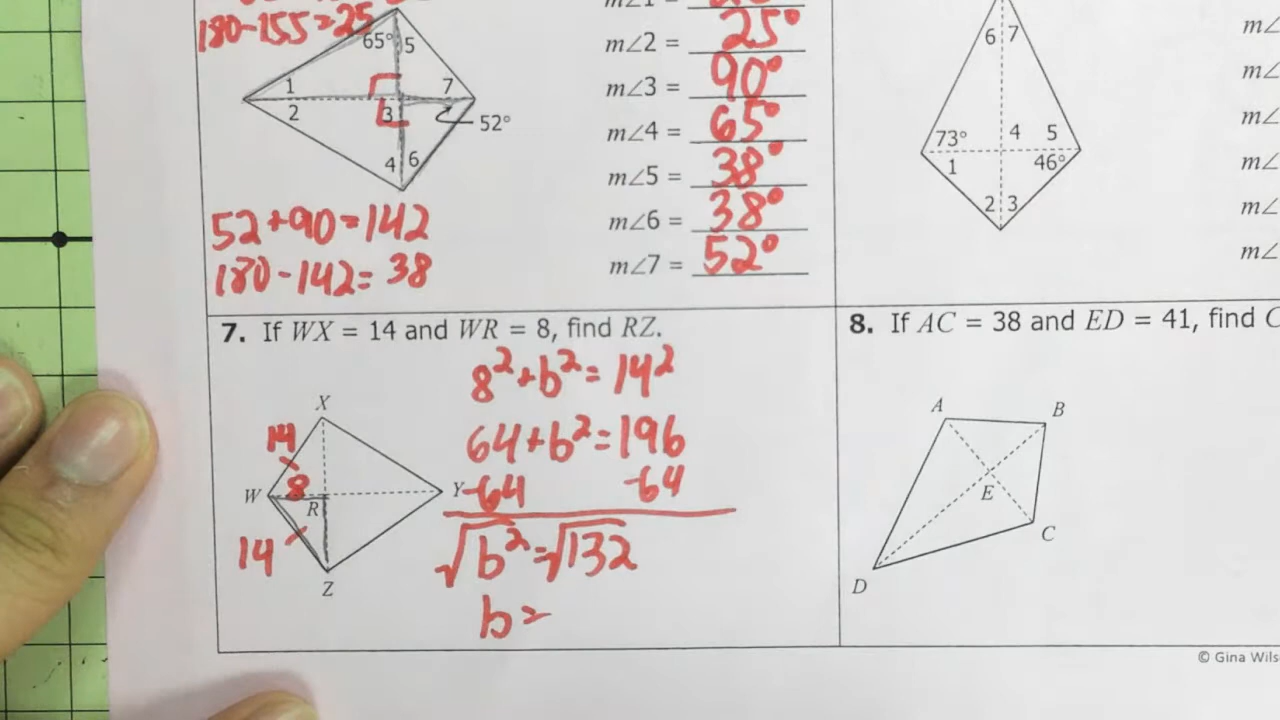 180-155=25
65° 5
1
7
2
3
52°
4 6
52+90=142
180-142=38
m∠1 =
m∠2 = 25°
m∠3 = 90°
m∠4 = 65°
m∠5 = 38°
m∠6 = 38°
m∠7 = 52°
6 7
73° 4 5
1 46°
2 3
m∠
m∠
m∠
m∠
m∠
m∠
7. If WX = 14 and WR = 8, find RZ.
8²+b²=14²
64+b²=196
-64 -64
√b²=√132
b=
X
14
W 8 R Y
14
Z
8. If AC = 38 and ED = 41, find C
A B
E
C
D
© Gina Wils